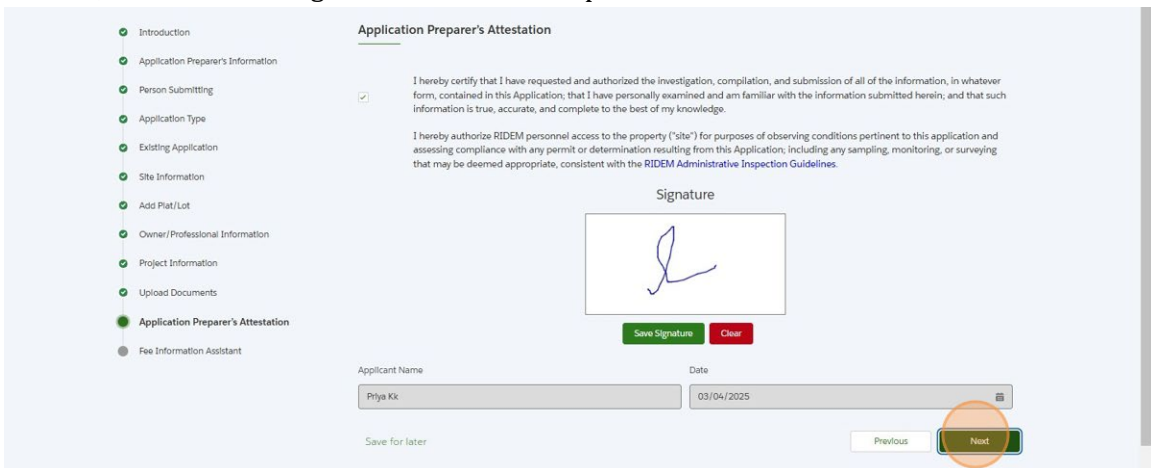 Introduction
Application Preparer's Information
Person Submitting
Application Type
Existing Application
Site Information
Add Plat/Lot
Owner/Professional Information
Project Information
Upload Documents
Application Preparer's Attestation
Fee Information Assistant
Application Preparer's Attestation
I hereby certify that I have requested and authorized the investigation, compilation, and submission of all of the information, in whatever
form, contained in this Application; that I have personally examined and am familiar with the information submitted herein; and that such
information is true, accurate, and complete to the best of my knowledge.
I hereby authorize RIDEM personnel access to the property ("site") for purposes of observing conditions pertinent to this application and
assessing compliance with any permit or determination resulting from this Application; including any sampling, monitoring, or surveying
that may be deemed appropriate, consistent with the RIDEM Administrative Inspection Guidelines.
Signature
Save Signature Clear
Applicant Name Date
Priya Kk 03/04/2025
Save for later Previous Next